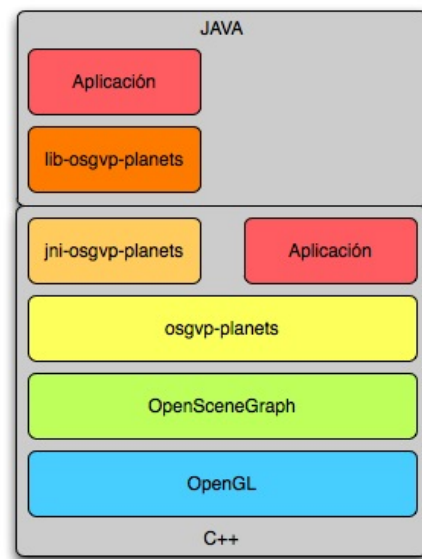 JAVA
Aplicación
lib-osgvp-planets
jni-osgvp-planets
Aplicación
osgvp-planets
OpenSceneGraph
OpenGL
C++